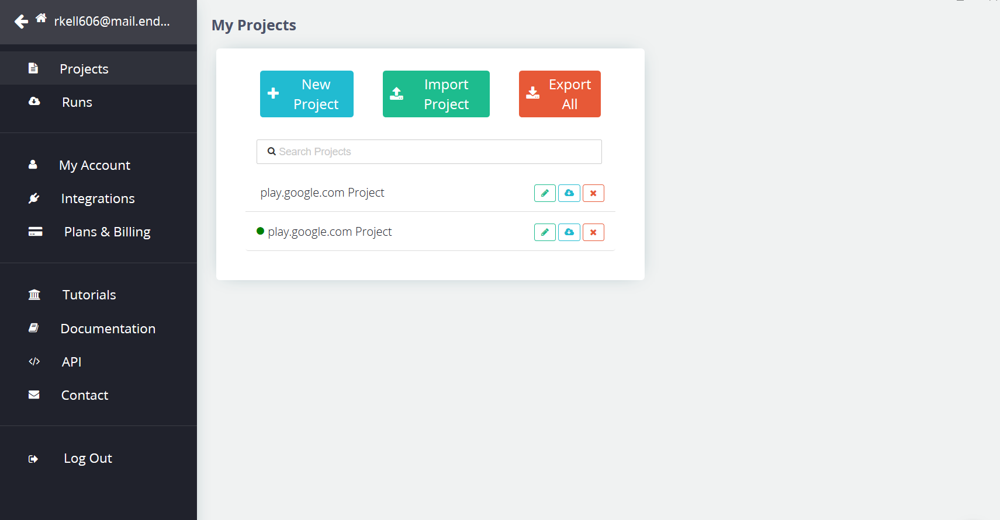 rkell606@mail.end...
Projects
Runs
My Account
Integrations
Plans & Billing
Tutorials
Documentation
API
Contact
Log Out
My Projects
New
Project
Import
Project
Export
All
Search Projects
play.google.com Project
play.google.com Project